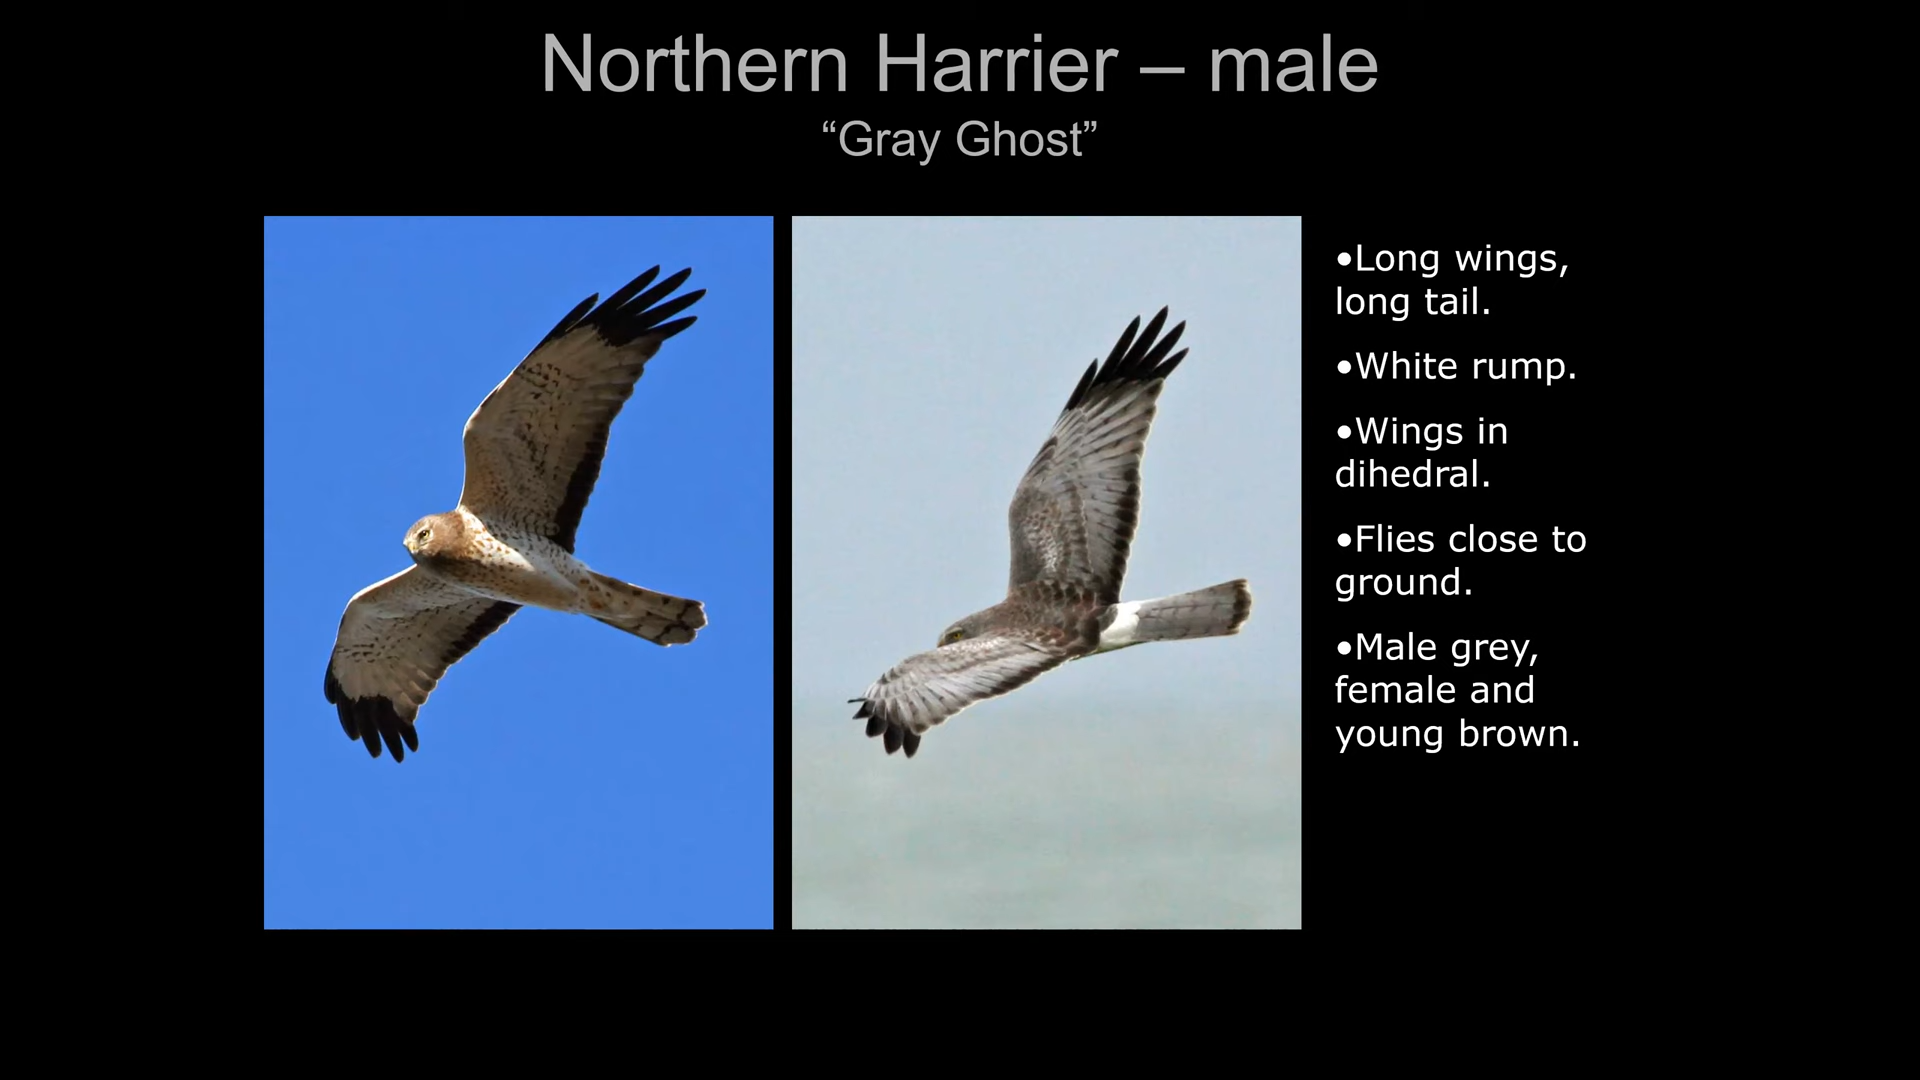 Northern Harrier – male
“Gray Ghost”
•Long wings,
long tail.
•White rump.
•Wings in
dihedral.
•Flies close to
ground.
•Male grey,
female and
young brown.